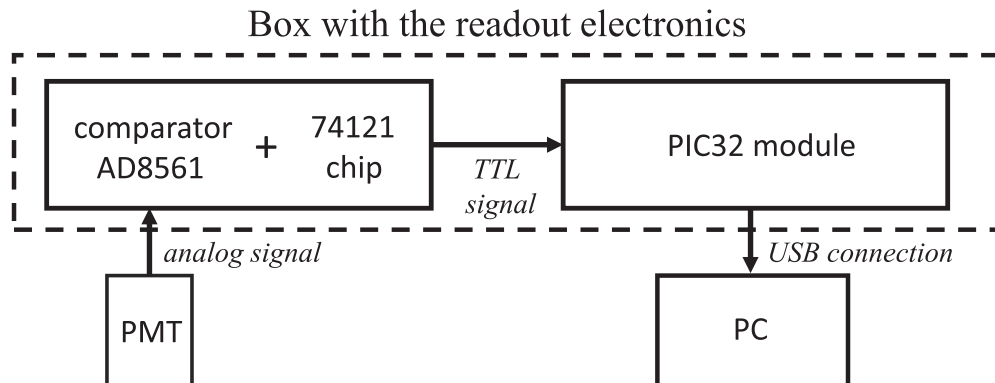 Box with the readout electronics
comparator
AD8561
+
74121
chip
TTL
signal
PIC32 module
analog signal
USB connection
PMT
PC